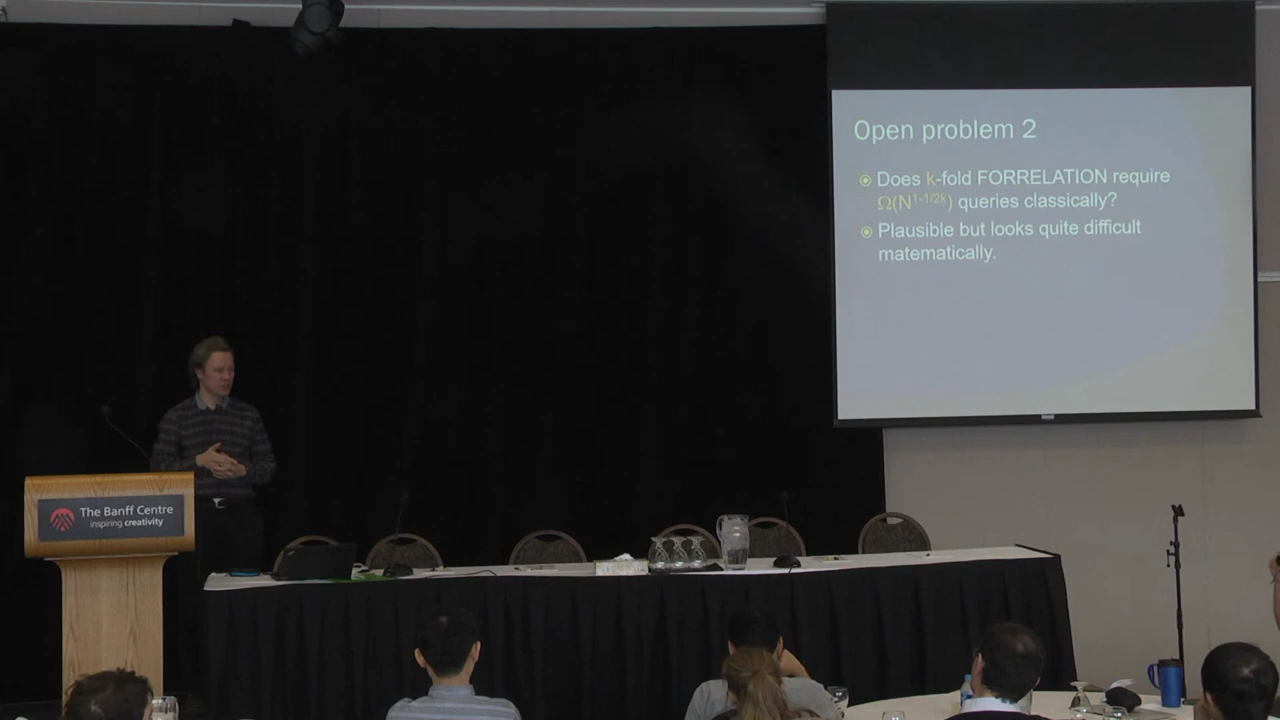 Open problem 2
Does k-fold FORRELATION require
Ω(N^1-1/2k) queries classically?
Plausible but looks quite difficult
matematically.
The Banff Centre
inspiring creativity